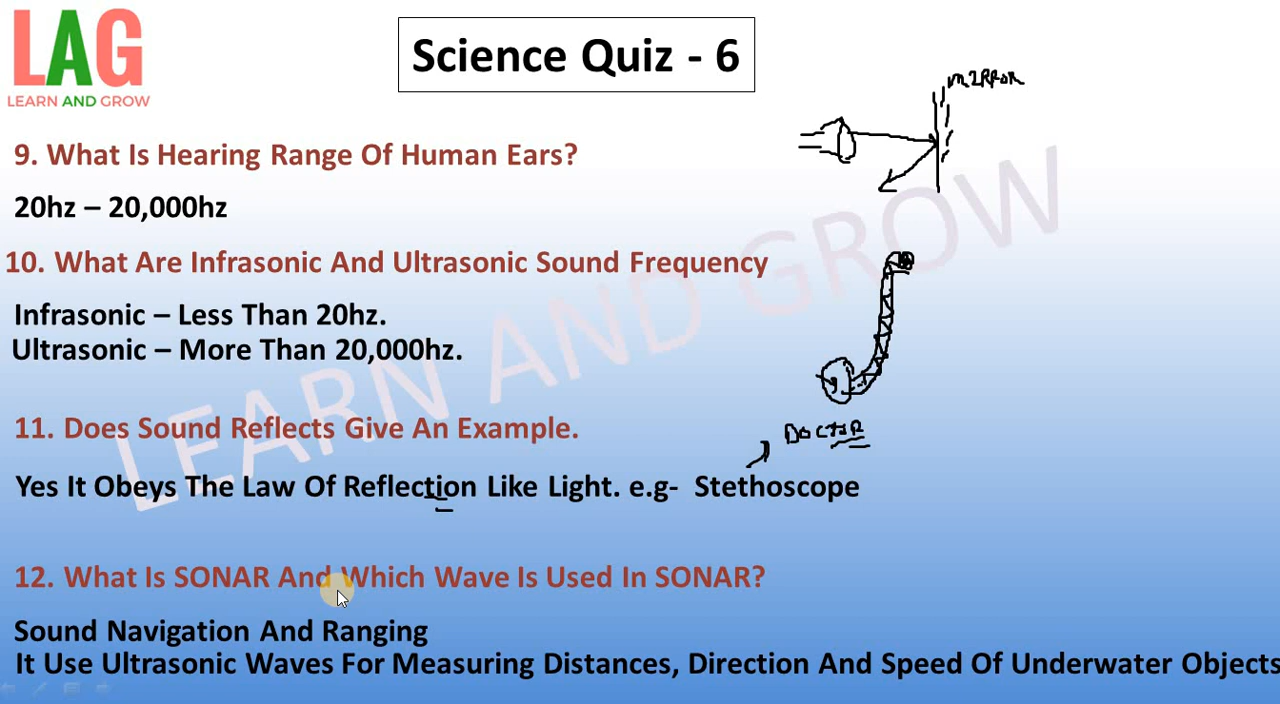 LAG
LEARN AND GROW
Science Quiz - 6
MIRROR
9. What Is Hearing Range Of Human Ears?
20hz – 20,000hz
10. What Are Infrasonic And Ultrasonic Sound Frequency
Infrasonic – Less Than 20hz.
Ultrasonic – More Than 20,000hz.
11. Does Sound Reflects Give An Example.
DOCTOR
Yes It Obeys The Law Of Reflection Like Light. e.g- Stethoscope
12. What Is SONAR And Which Wave Is Used In SONAR?
Sound Navigation And Ranging
It Use Ultrasonic Waves For Measuring Distances, Direction And Speed Of Underwater Objects
LEARN AND GROW